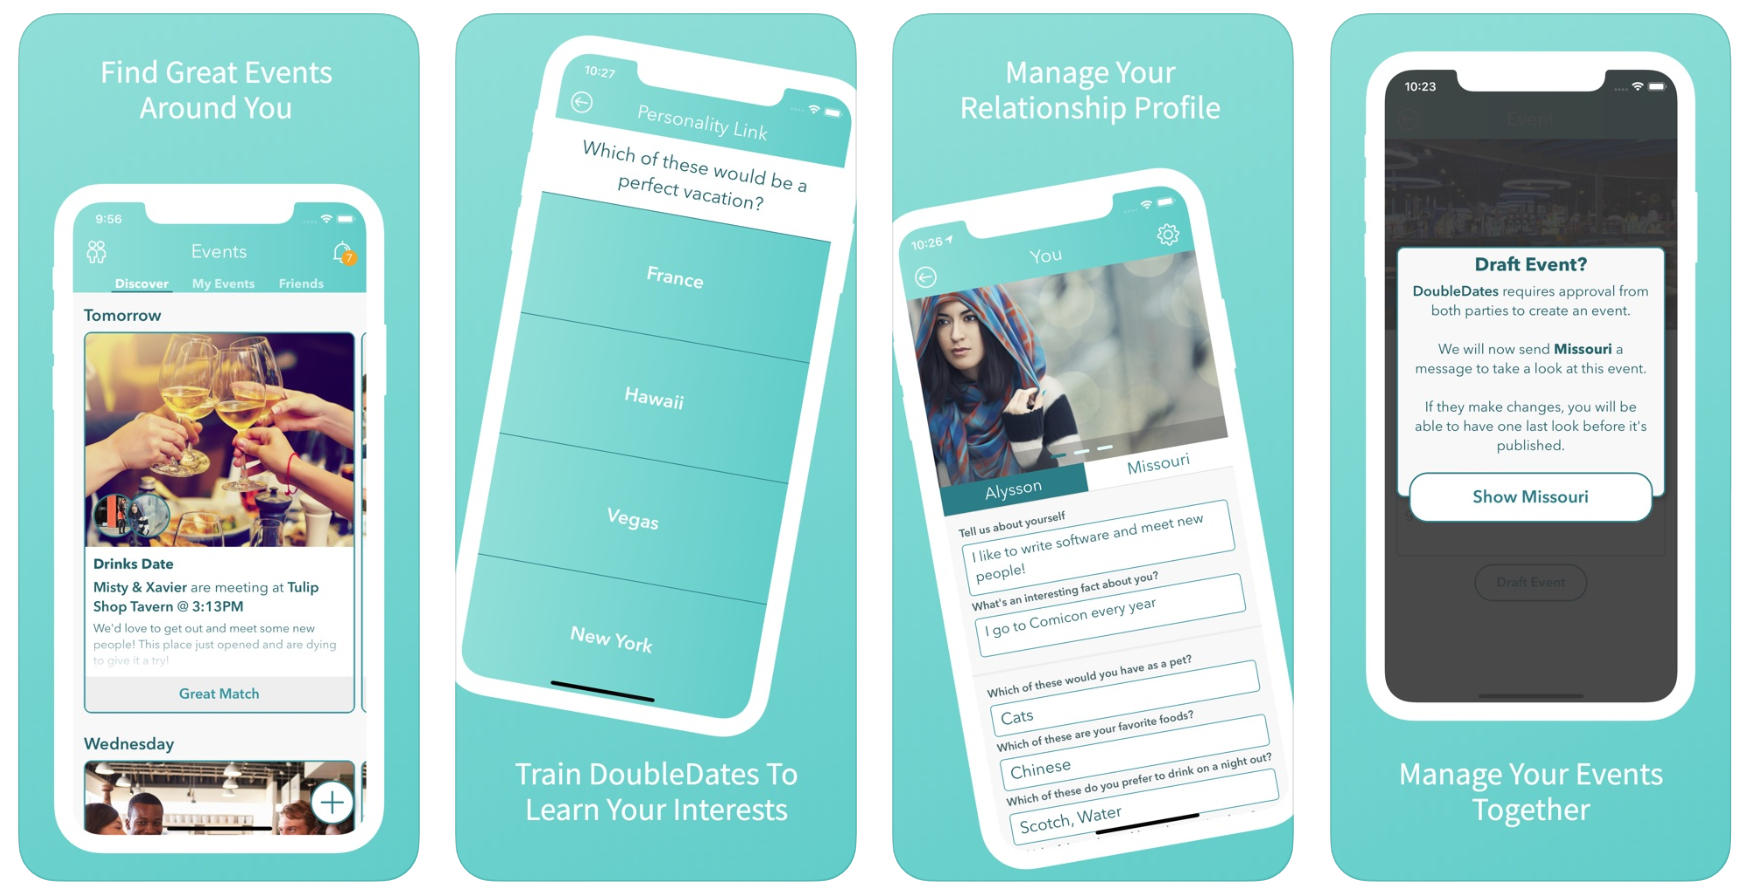 Find Great Events
Around You
9:56
Events
7
Discover
My Events
Friends
Tomorrow
Drinks Date
Misty & Xavier are meeting at Tulip
Shop Tavern @ 3:13PM
We'd love to get out and meet some new
people! This place just opened and are dying
to give it a try!
Great Match
Wednesday
10:27
Personality Link
Which of these would be a
perfect vacation?
France
Hawaii
Vegas
New York
Train DoubleDates To
Learn Your Interests
Manage Your
Relationship Profile
10:26
You
Alysson
Missouri
Tell us about yourself
I like to write software and meet new
people!
What's an interesting fact about you?
I go to Comicon every year
Which of these would you have as a pet?
Cats
Which of these are your favorite foods?
Chinese
Which of these do you prefer to drink on a night out?
Scotch, Water
10:23
Event
Draft Event?
DoubleDates requires approval from
both parties to create an event.
We will now send Missouri a
message to take a look at this event.
If they make changes, you will be
able to have one last look before it's
published.
Show Missouri
Draft Event
Manage Your Events
Together